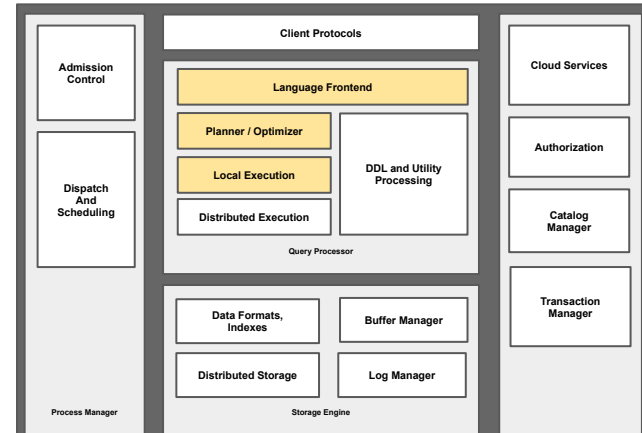 Admission
Control
Dispatch
And
Scheduling
Process Manager
Client Protocols
Language Frontend
Planner / Optimizer
Local Execution
Distributed Execution
DDL and Utility
Processing
Query Processor
Data Formats,
Indexes
Buffer Manager
Distributed Storage
Log Manager
Storage Engine
Cloud Services
Authorization
Catalog
Manager
Transaction
Manager